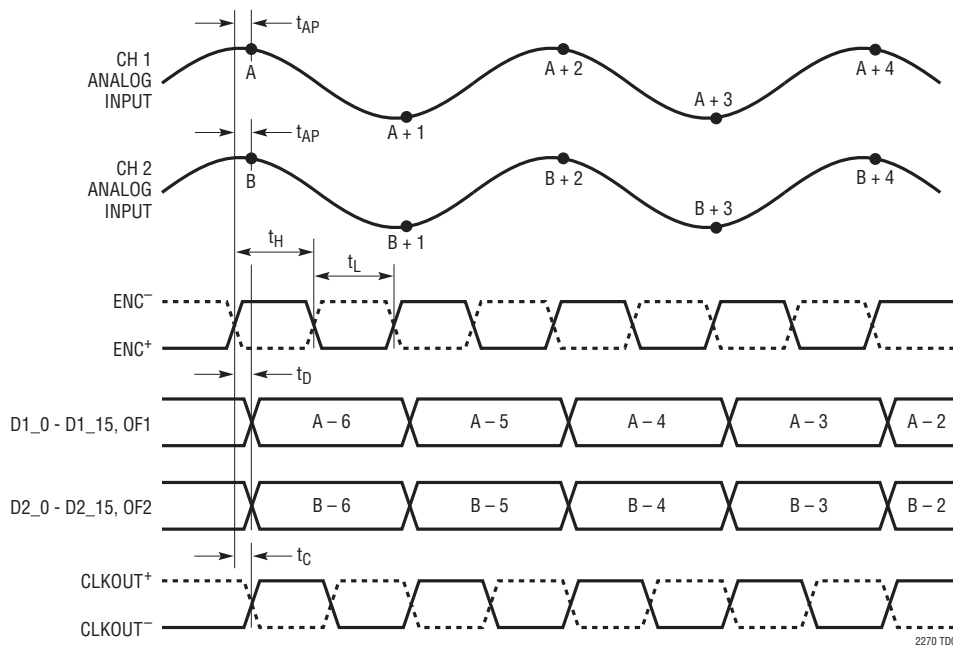 tAP
CH 1
ANALOG
INPUT
A
A + 1
A + 2
A + 3
A + 4
tAP
CH 2
ANALOG
INPUT
B
B + 1
B + 2
B + 3
B + 4
tH
tL
ENC–
ENC+
tD
D1_0 - D1_15, OF1
A – 6
A – 5
A – 4
A – 3
A – 2
D2_0 - D2_15, OF2
B – 6
B – 5
B – 4
B – 3
B – 2
tC
CLKOUT+
CLKOUT–